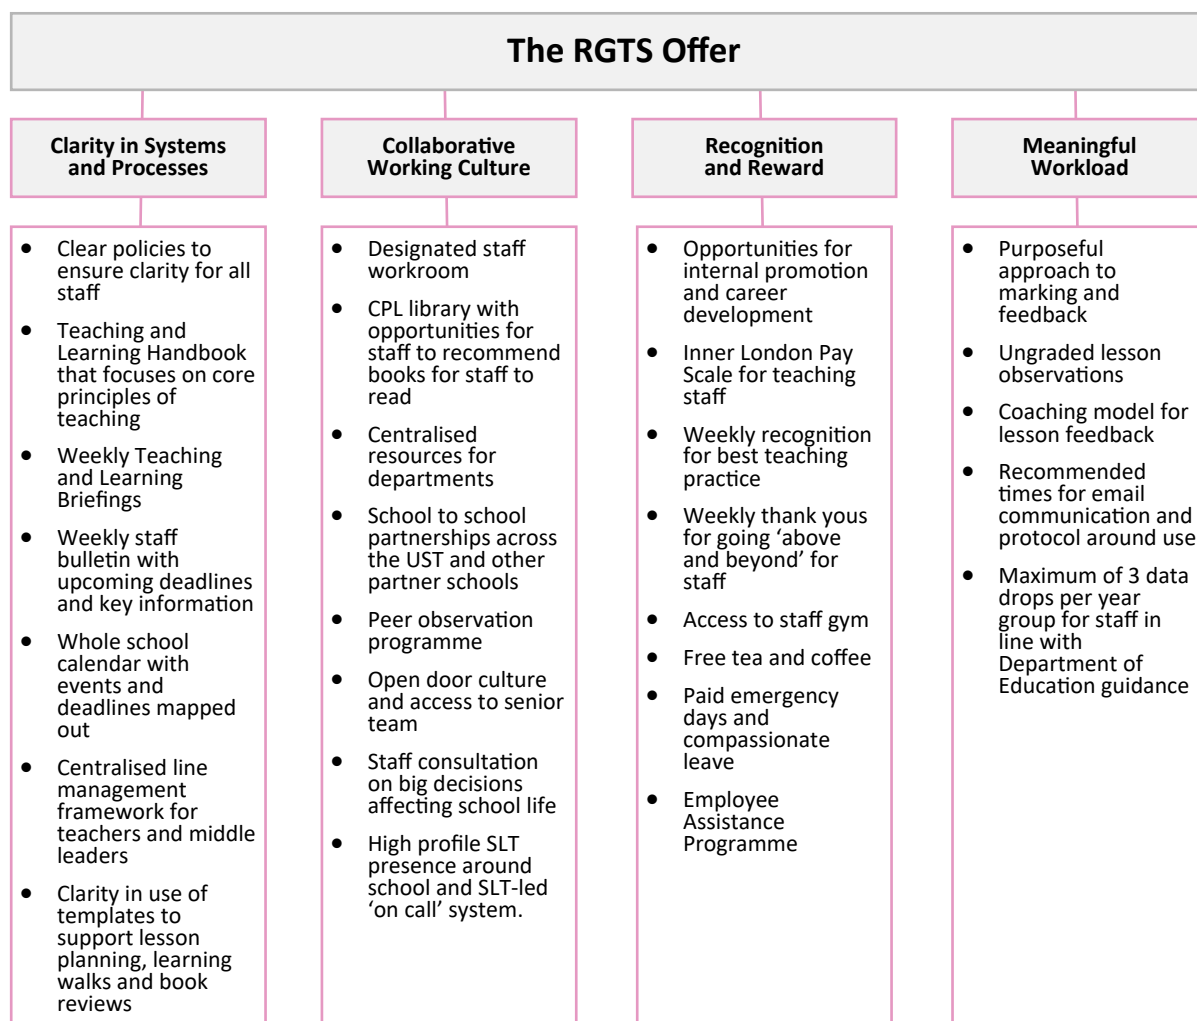 The RGTS Offer
Clarity in Systems
and Processes
• Clear policies to
ensure clarity for all
staff
• Teaching and
Learning Handbook
that focuses on core
principles of
teaching
• Weekly Teaching
and Learning
Briefings
• Weekly staff
bulletin with
upcoming deadlines
and key information
• Whole school
calendar with
events and
deadlines mapped
out
• Centralised line
management
framework for
teachers and middle
leaders
• Clarity in use of
templates to
support lesson
planning, learning
walks and book
reviews
Collaborative
Working Culture
• Designated staff
workroom
• CPL library with
opportunities for
staff to recommend
books for staff to
read
• Centralised
resources for
departments
• School to school
partnerships across
the UST and other
partner schools
• Peer observation
programme
• Open door culture
and access to senior
team
• Staff consultation
on big decisions
affecting school life
• High profile SLT
presence around
school and SLT-led
‘on call’ system.
Recognition
and Reward
• Opportunities for
internal promotion
and career
development
• Inner London Pay
Scale for teaching
staff
• Weekly recognition
for best teaching
practice
• Weekly thank yous
for going ‘above
and beyond’ for
staff
• Access to staff gym
• Free tea and coffee
• Paid emergency
days and
compassionate
leave
• Employee
Assistance
Programme
Meaningful
Workload
• Purposeful
approach to
marking and
feedback
• Ungraded lesson
observations
• Coaching model for
lesson feedback
• Recommended
times for email
communication and
protocol around use
• Maximum of 3 data
drops per year
group for staff in
line with
Department of
Education guidance